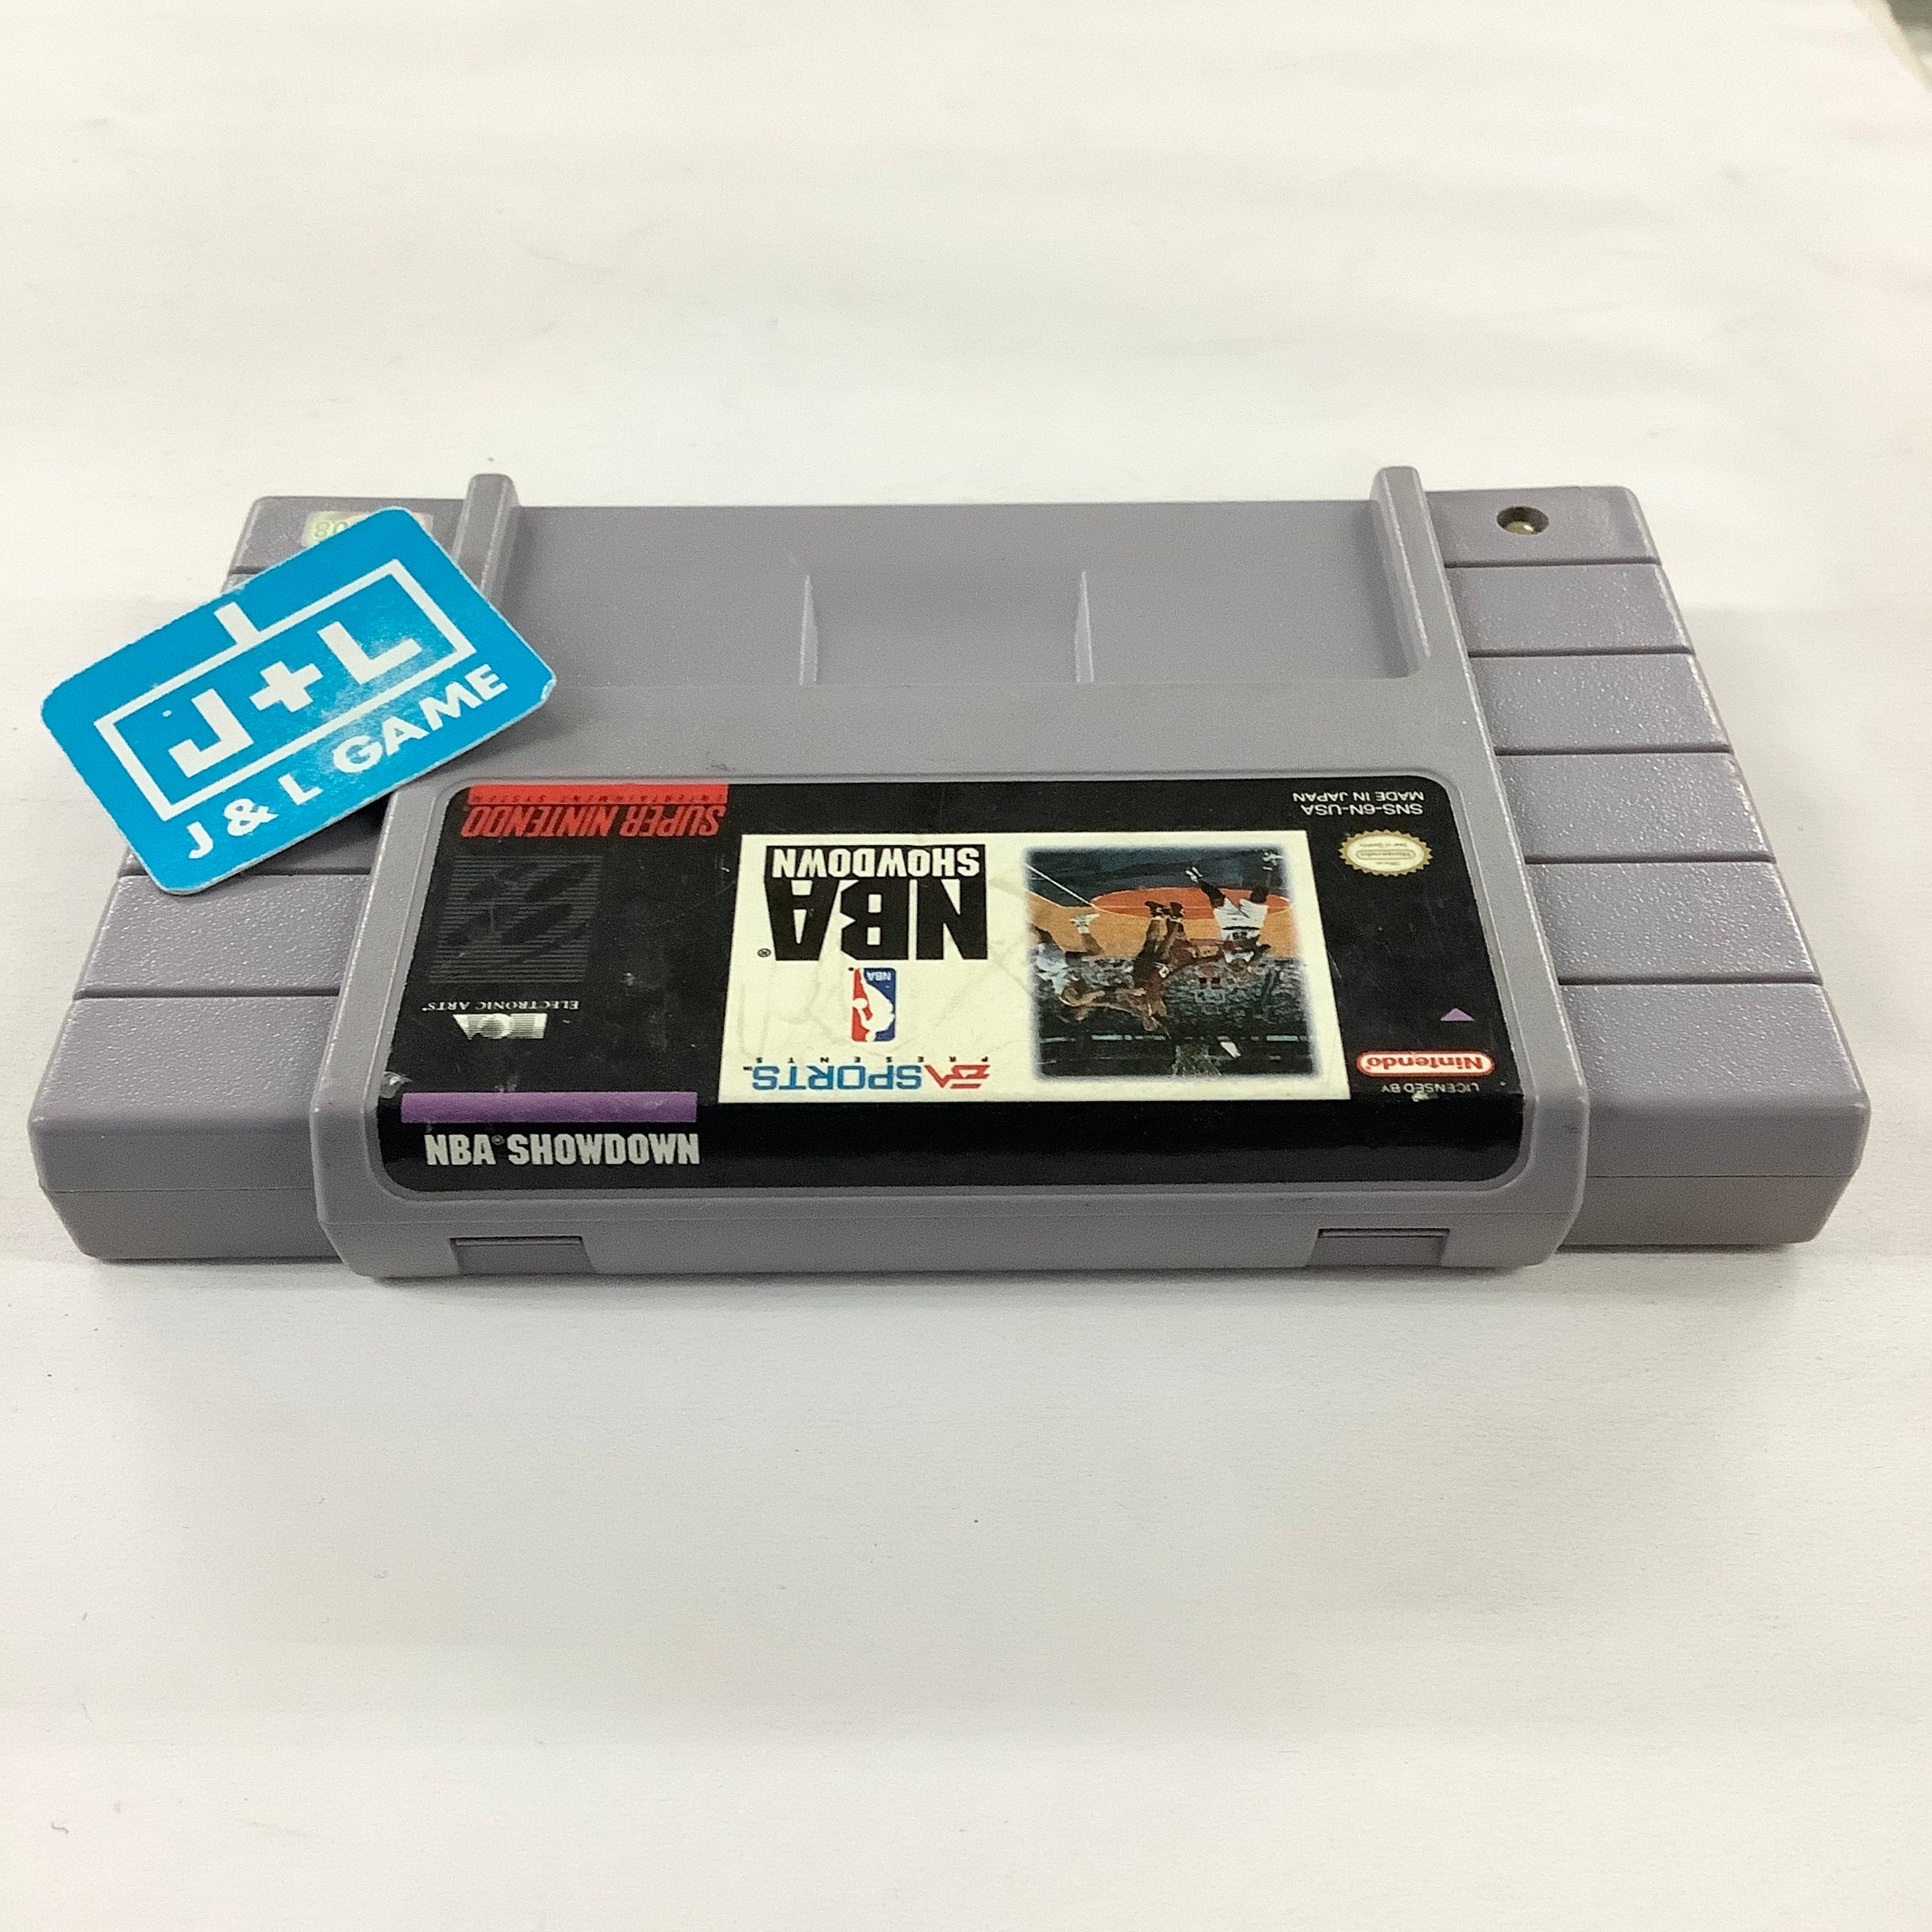 J+L
J & L GAME
NBA® SHOWDOWN
LICENSED BY
Nintendo
EA SPORTS™
PRESENTS
NBA
NBA®
SHOWDOWN
ELECTRONIC ARTS®
SNS-6N-USA
MADE IN JAPAN
SUPER NINTENDO
ENTERTAINMENT SYSTEM